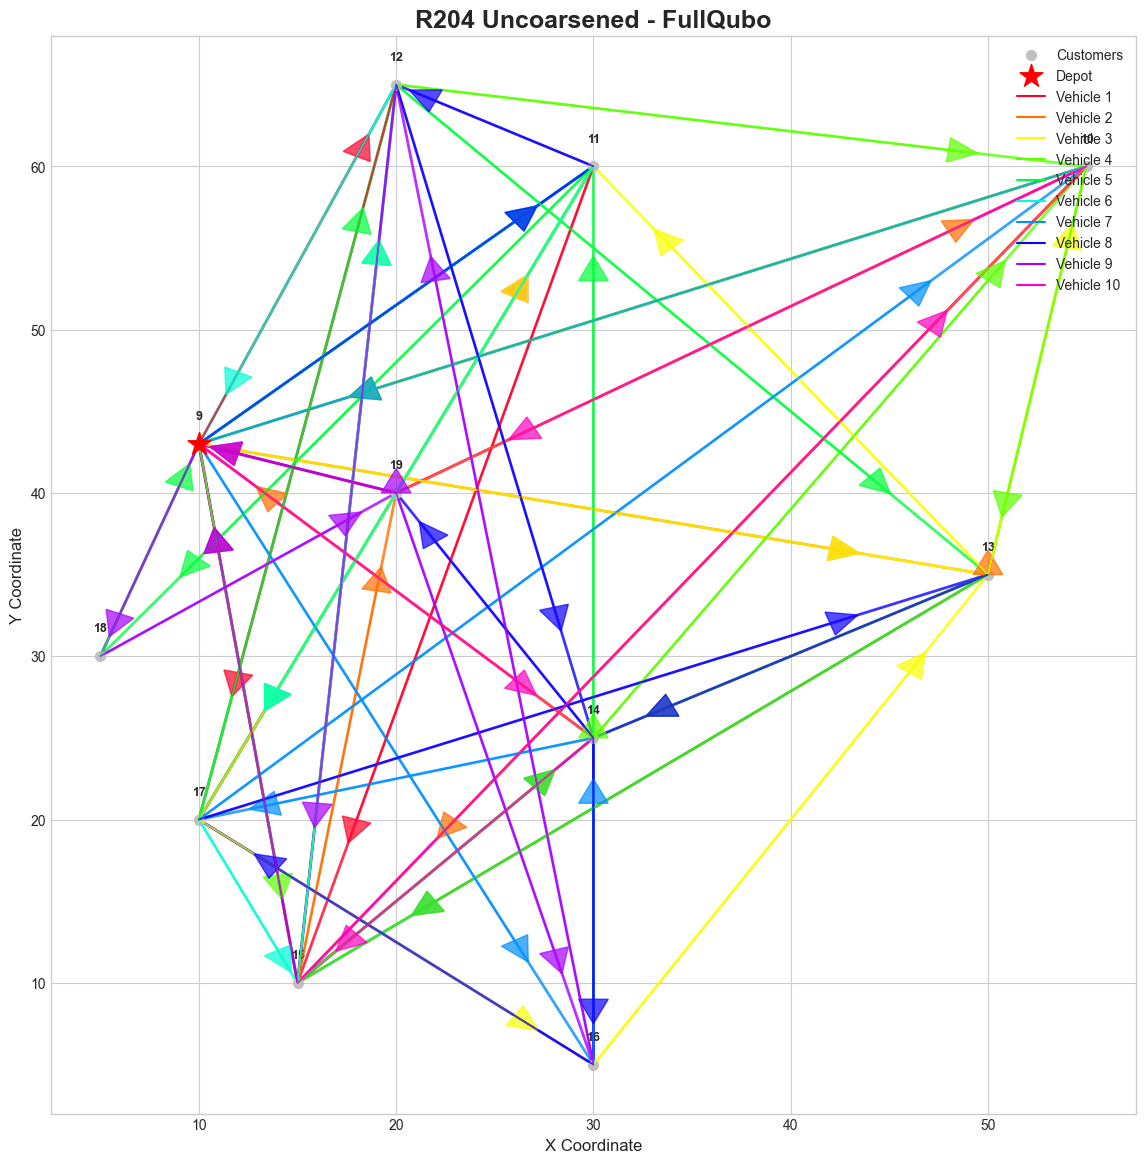 R204 Uncoarsened - FullQubo
12
11
10
Customers
Depot
Vehicle 1
Vehicle 2
Vehicle 3
Vehicle 4
Vehicle 5
Vehicle 6
Vehicle 7
Vehicle 8
Vehicle 9
Vehicle 10
9
19
13
18
14
17
15
16
60
50
40
30
20
10
Y Coordinate
10
20
30
40
50
X Coordinate